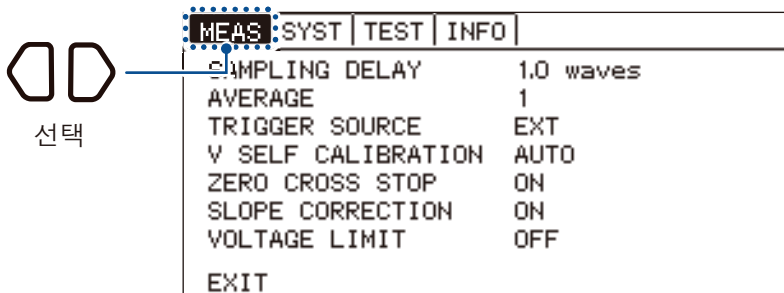 MEAS SYST TEST INFO
SAMPLING DELAY 1.0 waves
AVERAGE 1
TRIGGER SOURCE EXT
V SELF CALIBRATION AUTO
ZERO CROSS STOP ON
SLOPE CORRECTION ON
VOLTAGE LIMIT OFF
EXIT
선택